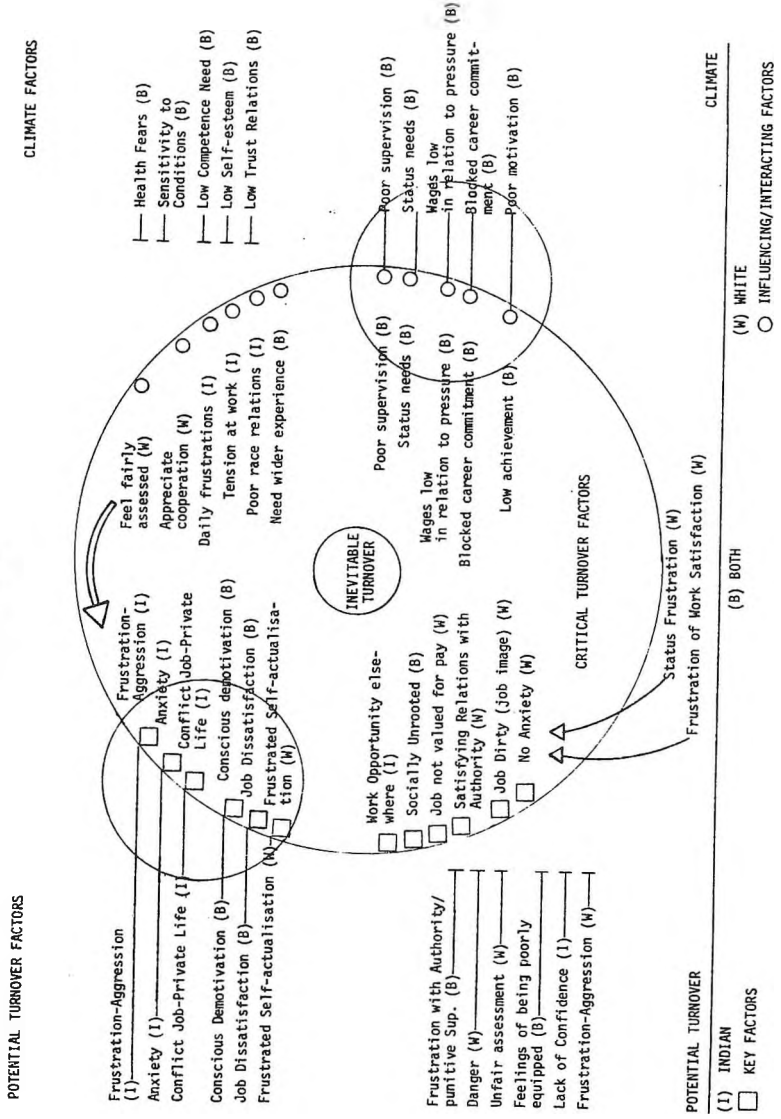 POTENTIAL TURNOVER FACTORS
CLIMATE FACTORS
Frustration-Aggression
(I)
Anxiety (I)
Conflict Job-Private Life (I)
Conscious Demotivation (B)
Job Dissatisfaction (B)
Frustrated Self-actualisation (W)
Frustration-
Aggression (I)
Anxiety (I)
Conflict Job-Private
Life (I)
Conscious demotivation (B)
Job Dissatisfaction (B)
Frustrated Self-actualisa-
tion (W)
Feel fairly
assessed (W)
Appreciate
cooperation (W)
Daily frustrations (I)
Tension at work (I)
Poor race relations (I)
Need wider experience (B)
Health Fears (B)
Sensitivity to
Conditions (B)
Low Competence Need (B)
Low Self-esteem (B)
Low Trust Relations (B)
INEVITABLE
TURNOVER
Frustration with Authority/
punitive Sup. (B)
Danger (W)
Unfair assessment (W)
Feelings of being poorly
equipped (B)
Lack of Confidence (I)
Frustration-Aggression (W)
Work Opportunity else-
where (I)
Socially Unrooted (B)
Job not valued for pay (W)
Satisfying Relations with
Authority (W)
Job Dirty (job image) (W)
No Anxiety (W)
Poor supervision (B)
Status needs (B)
Wages low
in relation to pressure (B)
Blocked career commitment (B)
Low achievement (B)
Poor supervision (B)
Status needs (B)
Wages low
in relation to pressure (B)
Blocked career commit-
ment (B)
Poor motivation (B)
CRITICAL TURNOVER FACTORS
Status Frustration (W)
Frustration of Work Satisfaction (W)
POTENTIAL TURNOVER
CLIMATE
(I) INDIAN
(B) BOTH
(W) WHITE
KEY FACTORS
INFLUENCING/INTERACTING FACTORS